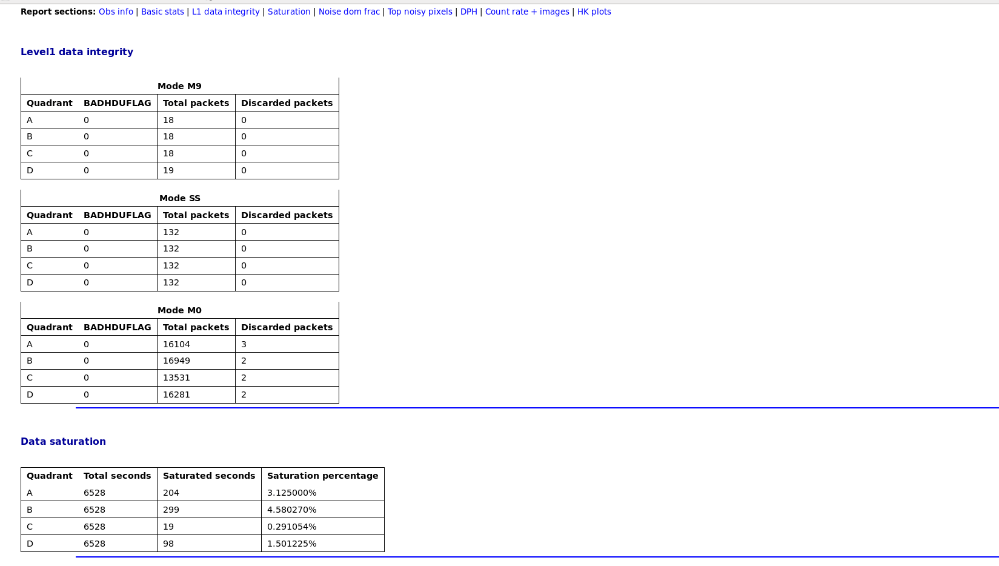 Report sections: Obs info | Basic stats | L1 data integrity | Saturation | Noise dom frac | Top noisy pixels | DPH | Count rate + images | HK plots
Level1 data integrity
Mode M9
Quadrant BADHDUFLAG Total packets Discarded packets
A 0 18 0
B 0 18 0
C 0 18 0
D 0 19 0
Mode SS
Quadrant BADHDUFLAG Total packets Discarded packets
A 0 132 0
B 0 132 0
C 0 132 0
D 0 132 0
Mode M0
Quadrant BADHDUFLAG Total packets Discarded packets
A 0 16104 3
B 0 16949 2
C 0 13531 2
D 0 16281 2
Data saturation
Quadrant Total seconds Saturated seconds Saturation percentage
A 6528 204 3.125000%
B 6528 299 4.580270%
C 6528 19 0.291054%
D 6528 98 1.501225%